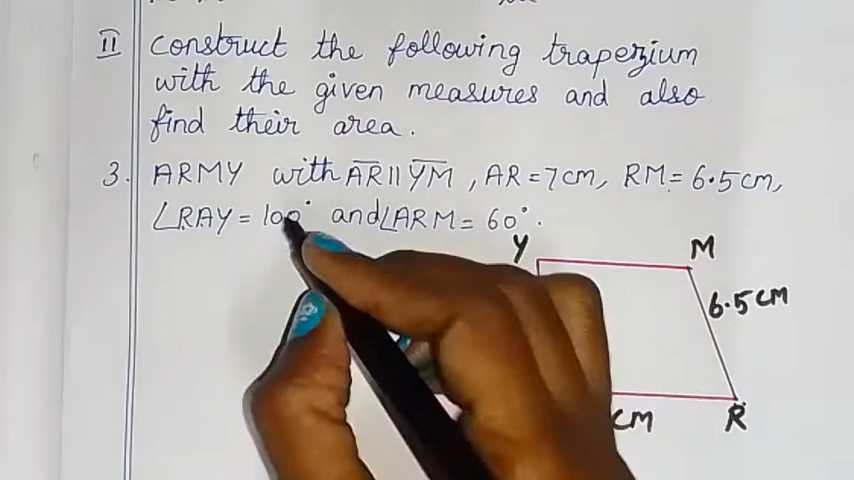 II construct the following trapezium
with the given measures and also
find their area.
3. ARMY with AR || YM, AR = 7cm, RM = 6.5cm,
∠RAY = 100° and ∠ARM = 60°.
Y M
6.5cm
cm R